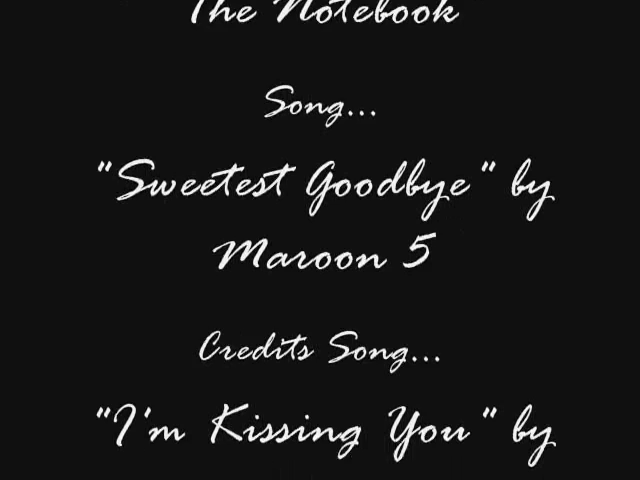 The Notebook
Song...
"Sweetest Goodbye" by
Maroon 5
Credits Song...
"I'm Kissing You" by